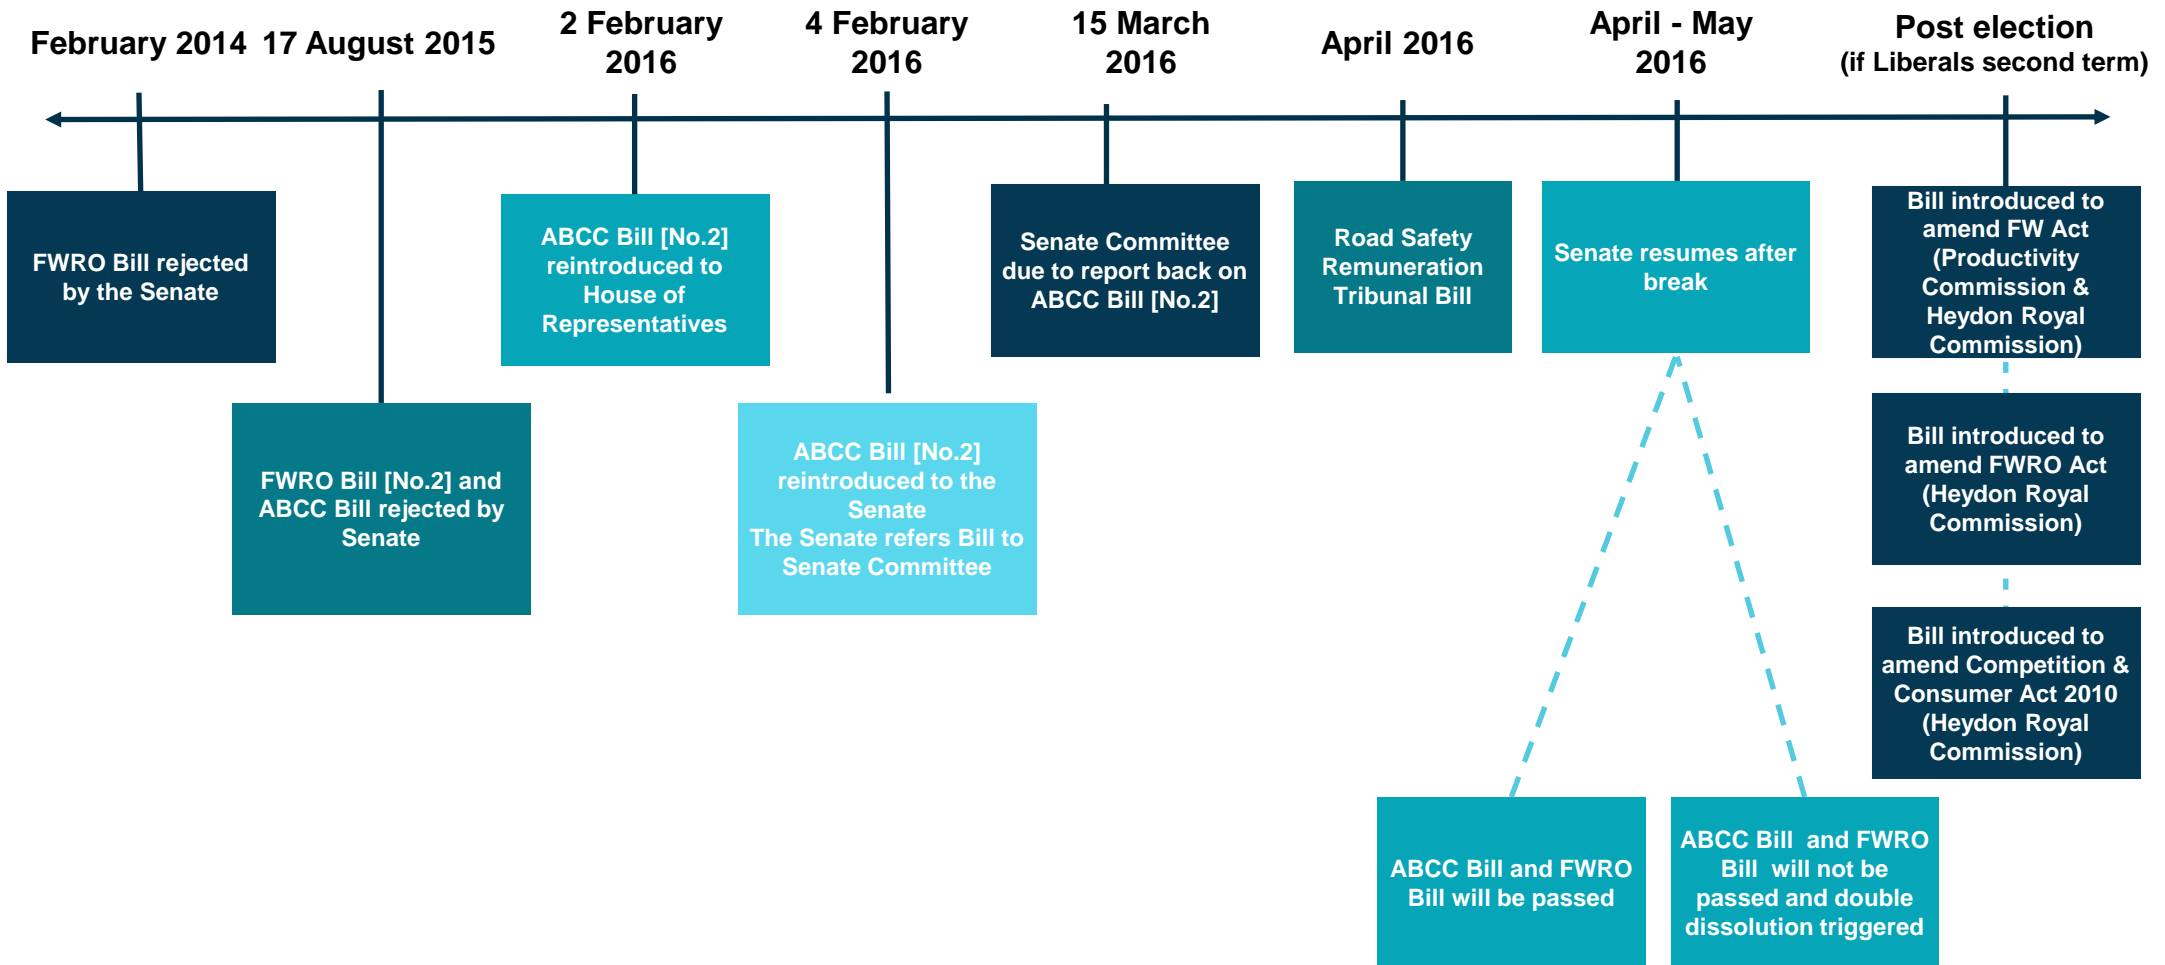 February 2014
17 August 2015
2 February
2016
4 February
2016
15 March
2016
April 2016
April - May
2016
Post election
(if Liberals second term)
FWRO Bill rejected
by the Senate
FWRO Bill [No.2] and
ABCC Bill rejected by
Senate
ABCC Bill [No.2]
reintroduced to
House of
Representatives
ABCC Bill [No.2]
reintroduced to the
Senate
The Senate refers Bill to
Senate Committee
Senate Committee
due to report back on
ABCC Bill [No.2]
Road Safety
Remuneration
Tribunal Bill
Senate resumes after
break
ABCC Bill and FWRO
Bill will be passed
ABCC Bill and FWRO
Bill will not be
passed and double
dissolution triggered
Bill introduced to
amend FW Act
(Productivity
Commission &
Heydon Royal
Commission)
Bill introduced to
amend FWRO Act
(Heydon Royal
Commission)
Bill introduced to
amend Competition &
Consumer Act 2010
(Heydon Royal
Commission)